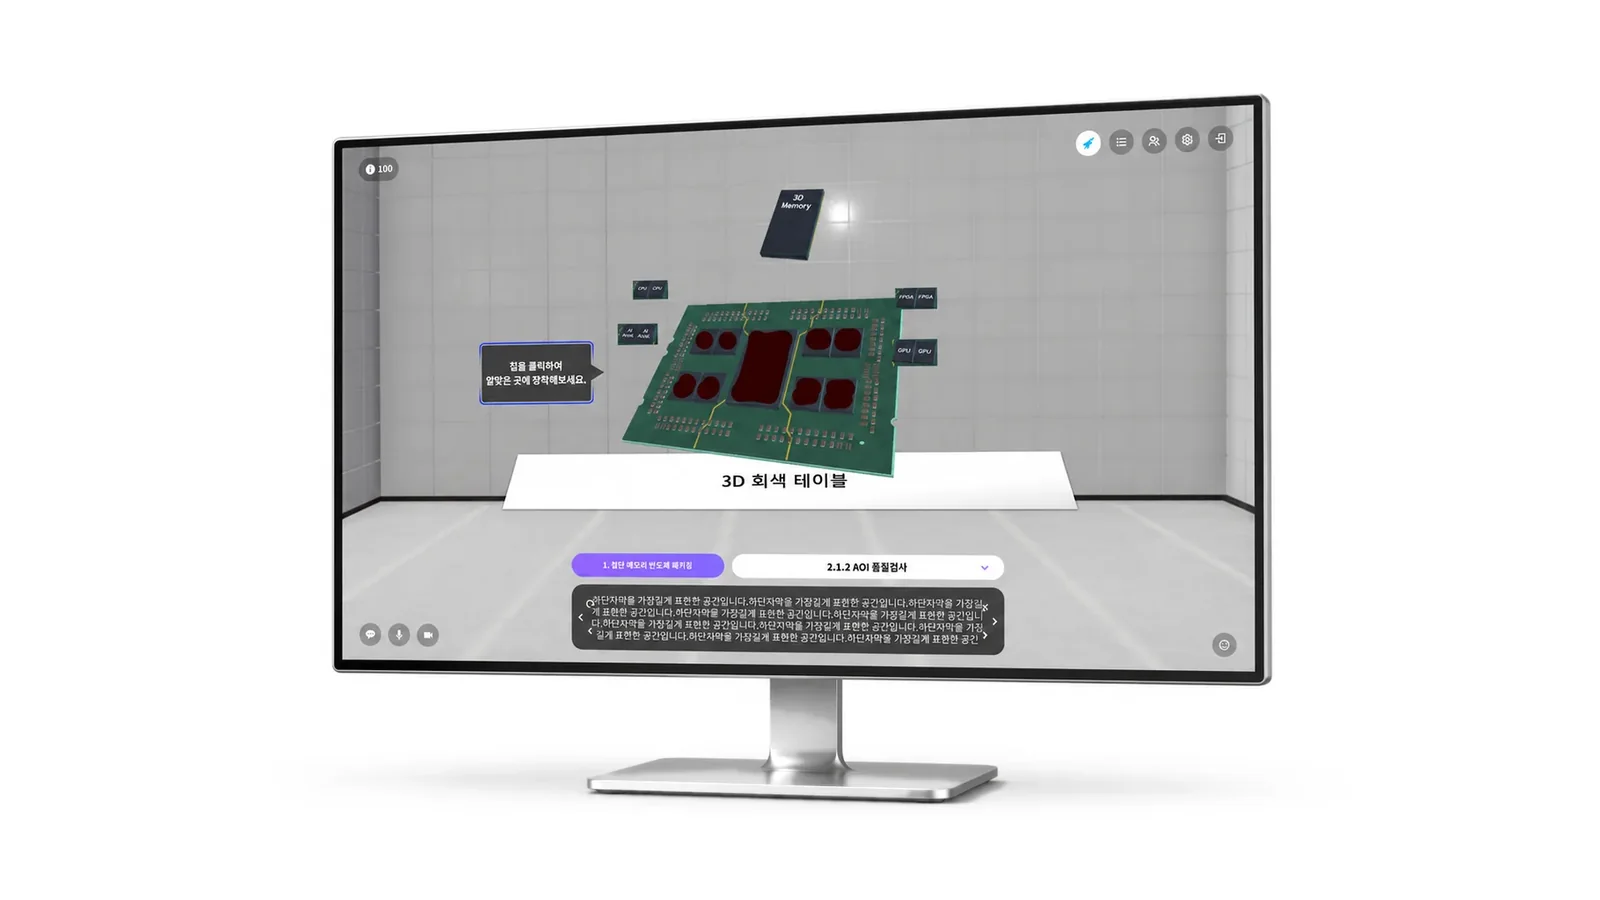 100
3D
Memory
CPU CPU
FPGA FPGA
AI AI
Accel Accel
GPU GPU
칩을 클릭하여
알맞은 곳에 장착해보세요.
3D 회색 테이블
1. 첨단 메모리 반도체 패키징
2.1.2 AOI 품질검사
하단자막을 가장길게 표현한 공간입니다.하단자막을 가장길게 표현한 공간입니다.하단자막을 가장길
게 표현한 공간입니다.하단자막을 가장길게 표현한 공간입니다.하단자막을 가장길게 표현한 공간입니
다.하단자막을 가장길게 표현한 공간입니다.하단자막을 가장길게 표현한 공간입니다.하단자막을 가장
길게 표현한 공간입니다.하단자막을 가장길게 표현한 공간입니다.하단자막을 가장길게 표현한 공간